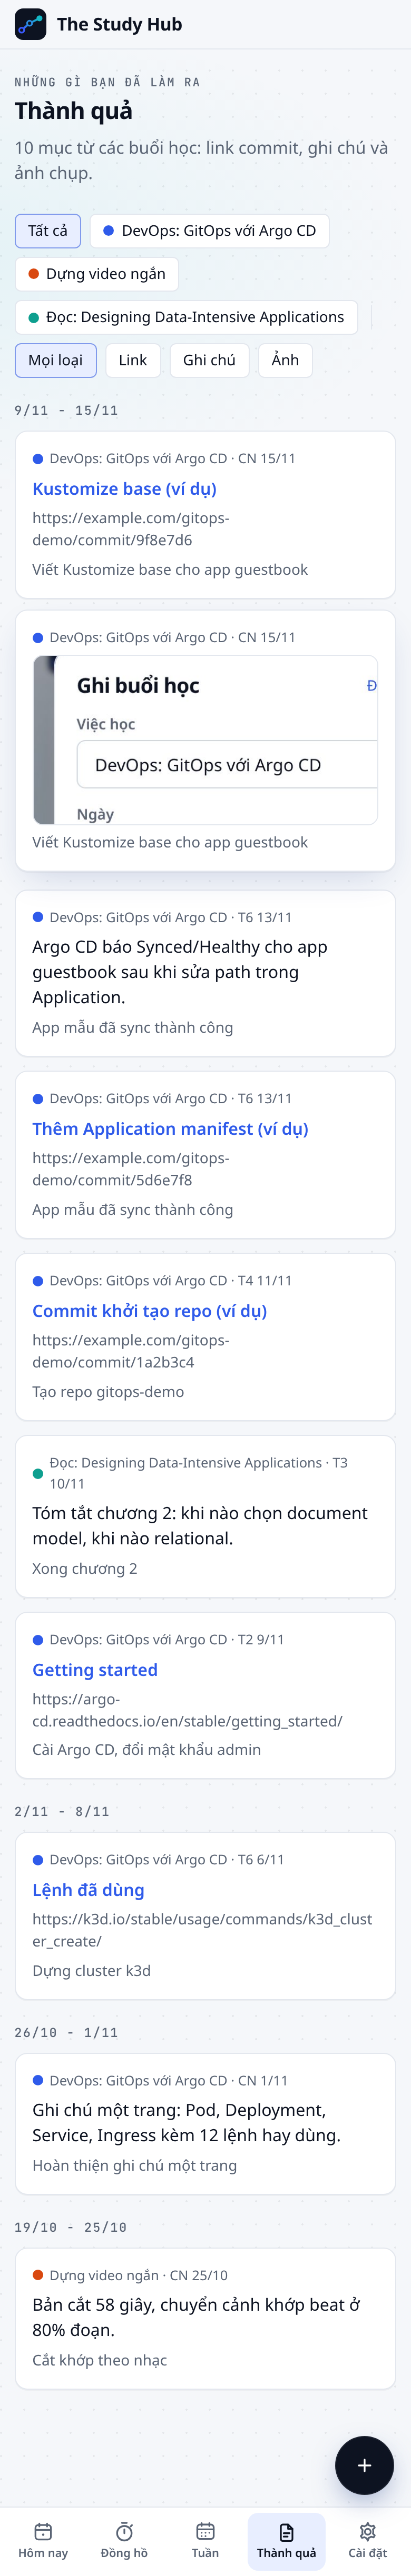 The Study Hub
NHỮNG GÌ BẠN ĐÃ LÀM RA
Thành quả
10 mục từ các buổi học: link commit, ghi chú và
ảnh chụp.
Tất cả
DevOps: GitOps với Argo CD
Dựng video ngắn
Đọc: Designing Data-Intensive Applications
Mọi loại
Link
Ghi chú
Ảnh
9/11 - 15/11
DevOps: GitOps với Argo CD · CN 15/11
Kustomize base (ví dụ)
https://example.com/gitops-
demo/commit/9f8e7d6
Viết Kustomize base cho app guestbook
DevOps: GitOps với Argo CD · CN 15/11
Ghi buổi học
Đ
Việc học
DevOps: GitOps với Argo CD
Ngày
Viết Kustomize base cho app guestbook
DevOps: GitOps với Argo CD · T6 13/11
Argo CD báo Synced/Healthy cho app
guestbook sau khi sửa path trong
Application.
App mẫu đã sync thành công
DevOps: GitOps với Argo CD · T6 13/11
Thêm Application manifest (ví dụ)
https://example.com/gitops-
demo/commit/5d6e7f8
App mẫu đã sync thành công
DevOps: GitOps với Argo CD · T4 11/11
Commit khởi tạo repo (ví dụ)
https://example.com/gitops-
demo/commit/1a2b3c4
Tạo repo gitops-demo
Đọc: Designing Data-Intensive Applications · T3
10/11
Tóm tắt chương 2: khi nào chọn document
model, khi nào relational.
Xong chương 2
DevOps: GitOps với Argo CD · T2 9/11
Getting started
https://argo-
cd.readthedocs.io/en/stable/getting_started/
Cài Argo CD, đổi mật khẩu admin
2/11 - 8/11
DevOps: GitOps với Argo CD · T6 6/11
Lệnh đã dùng
https://k3d.io/stable/usage/commands/k3d_clust
er_create/
Dựng cluster k3d
26/10 - 1/11
DevOps: GitOps với Argo CD · CN 1/11
Ghi chú một trang: Pod, Deployment,
Service, Ingress kèm 12 lệnh hay dùng.
Hoàn thiện ghi chú một trang
19/10 - 25/10
Dựng video ngắn · CN 25/10
Bản cắt 58 giây, chuyển cảnh khớp beat ở
80% đoạn.
Cắt khớp theo nhạc
Hôm nay
Đồng hồ
Tuần
Thành quả
Cài đặt